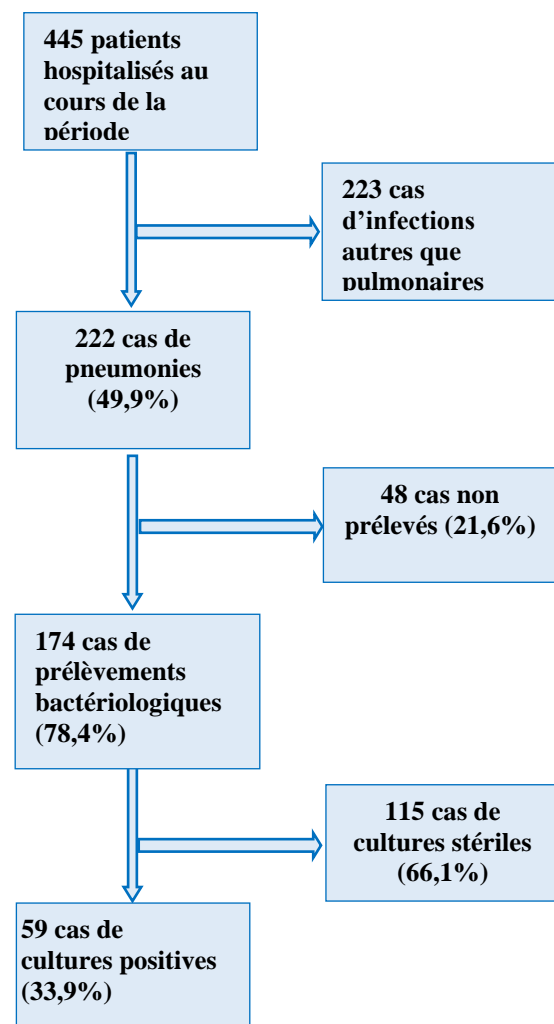 445 patients
hospitalisés au
cours de la
période
223 cas
d’infections
autres que
pulmonaires
222 cas de
pneumonies
(49,9%)
48 cas non
prélevés (21,6%)
174 cas de
prélèvements
bactériologiques
(78,4%)
115 cas de
cultures stériles
(66,1%)
59 cas de
cultures positives
(33,9%)